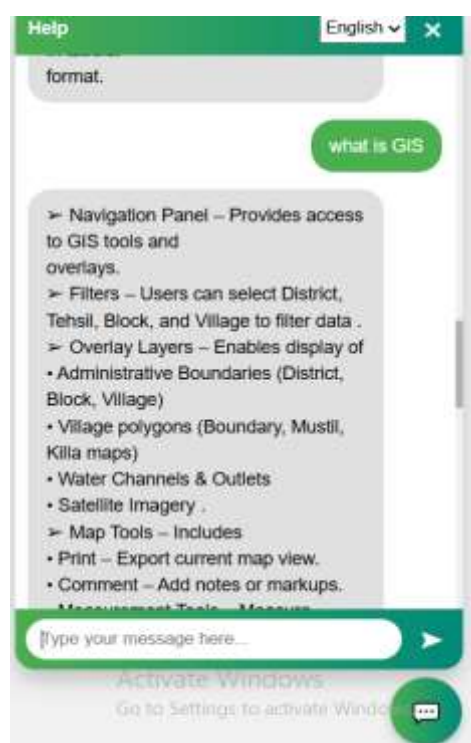 Help
English
×
format.
what is GIS
➢ Navigation Panel – Provides access
to GIS tools and
overlays.
➢ Filters – Users can select District,
Tehsil, Block, and Village to filter data .
➢ Overlay Layers – Enables display of
• Administrative Boundaries (District,
Block, Village)
• Village polygons (Boundary, Mustil,
Killa maps)
• Water Channels & Outlets
• Satellite Imagery .
➢ Map Tools – Includes
• Print – Export current map view.
• Comment – Add notes or markups.
• Measurement Tools – Measure
Type your message here...
Activate Windows
Go to Settings to activate Windo